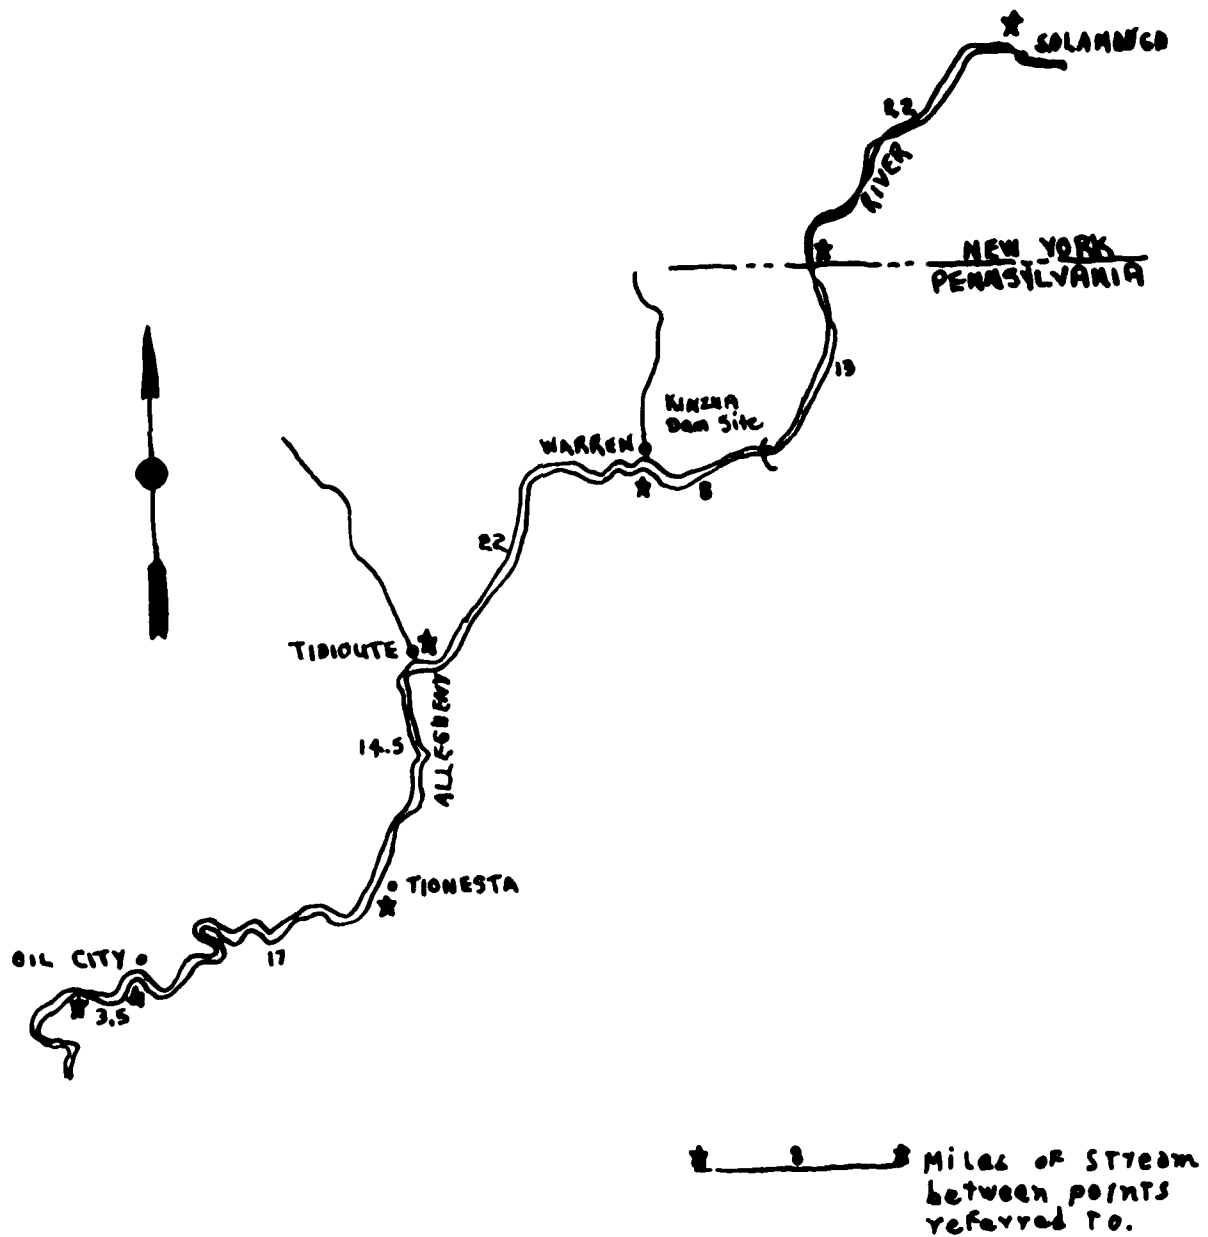 SOLAMANCA
22
RIVER
NEW YORK
PENNSYLVANIA
13
KINZUA
Dam Site
WARREN
8
22
TIDIOUTE
ALLEGHENY
14.5
TIONESTA
OIL CITY
17
3.5
8
Miles of Stream
between points
referred to.